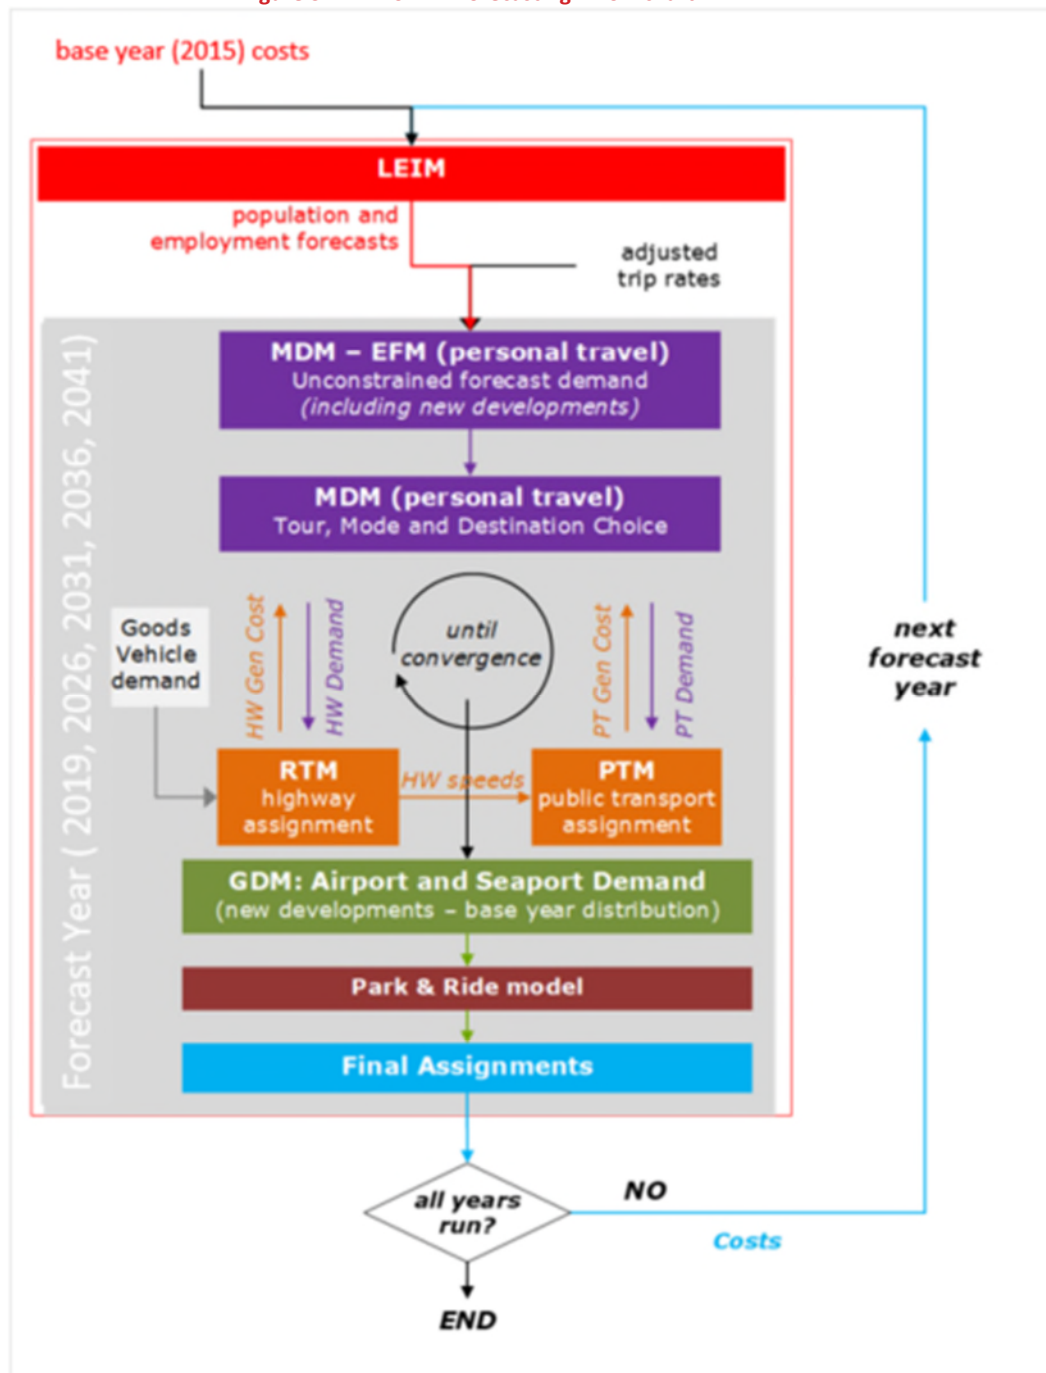 base year (2015) costs
LEIM
population and
employment forecasts
adjusted
trip rates
Forecast Year ( 2019, 2026, 2031, 2036, 2041)
MDM – EFM (personal travel)
Unconstrained forecast demand
(including new developments)
MDM (personal travel)
Tour, Mode and Destination Choice
Goods
Vehicle
demand
HW Gen Cost
HW Demand
until
convergence
PT Gen Cost
PT Demand
next
forecast
year
RTM
highway
assignment
HW speeds
PTM
public transport
assignment
GDM: Airport and Seaport Demand
(new developments – base year distribution)
Park & Ride model
Final Assignments
all years
run?
NO
Costs
END